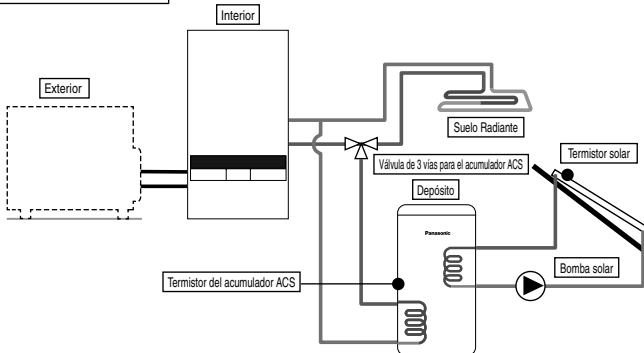 Interior
Exterior
Suelo Radiante
Termistor solar
Válvula de 3 vías para el acumulador ACS
Depósito
Panasonic
Bomba solar
Termistor del acumulador ACS